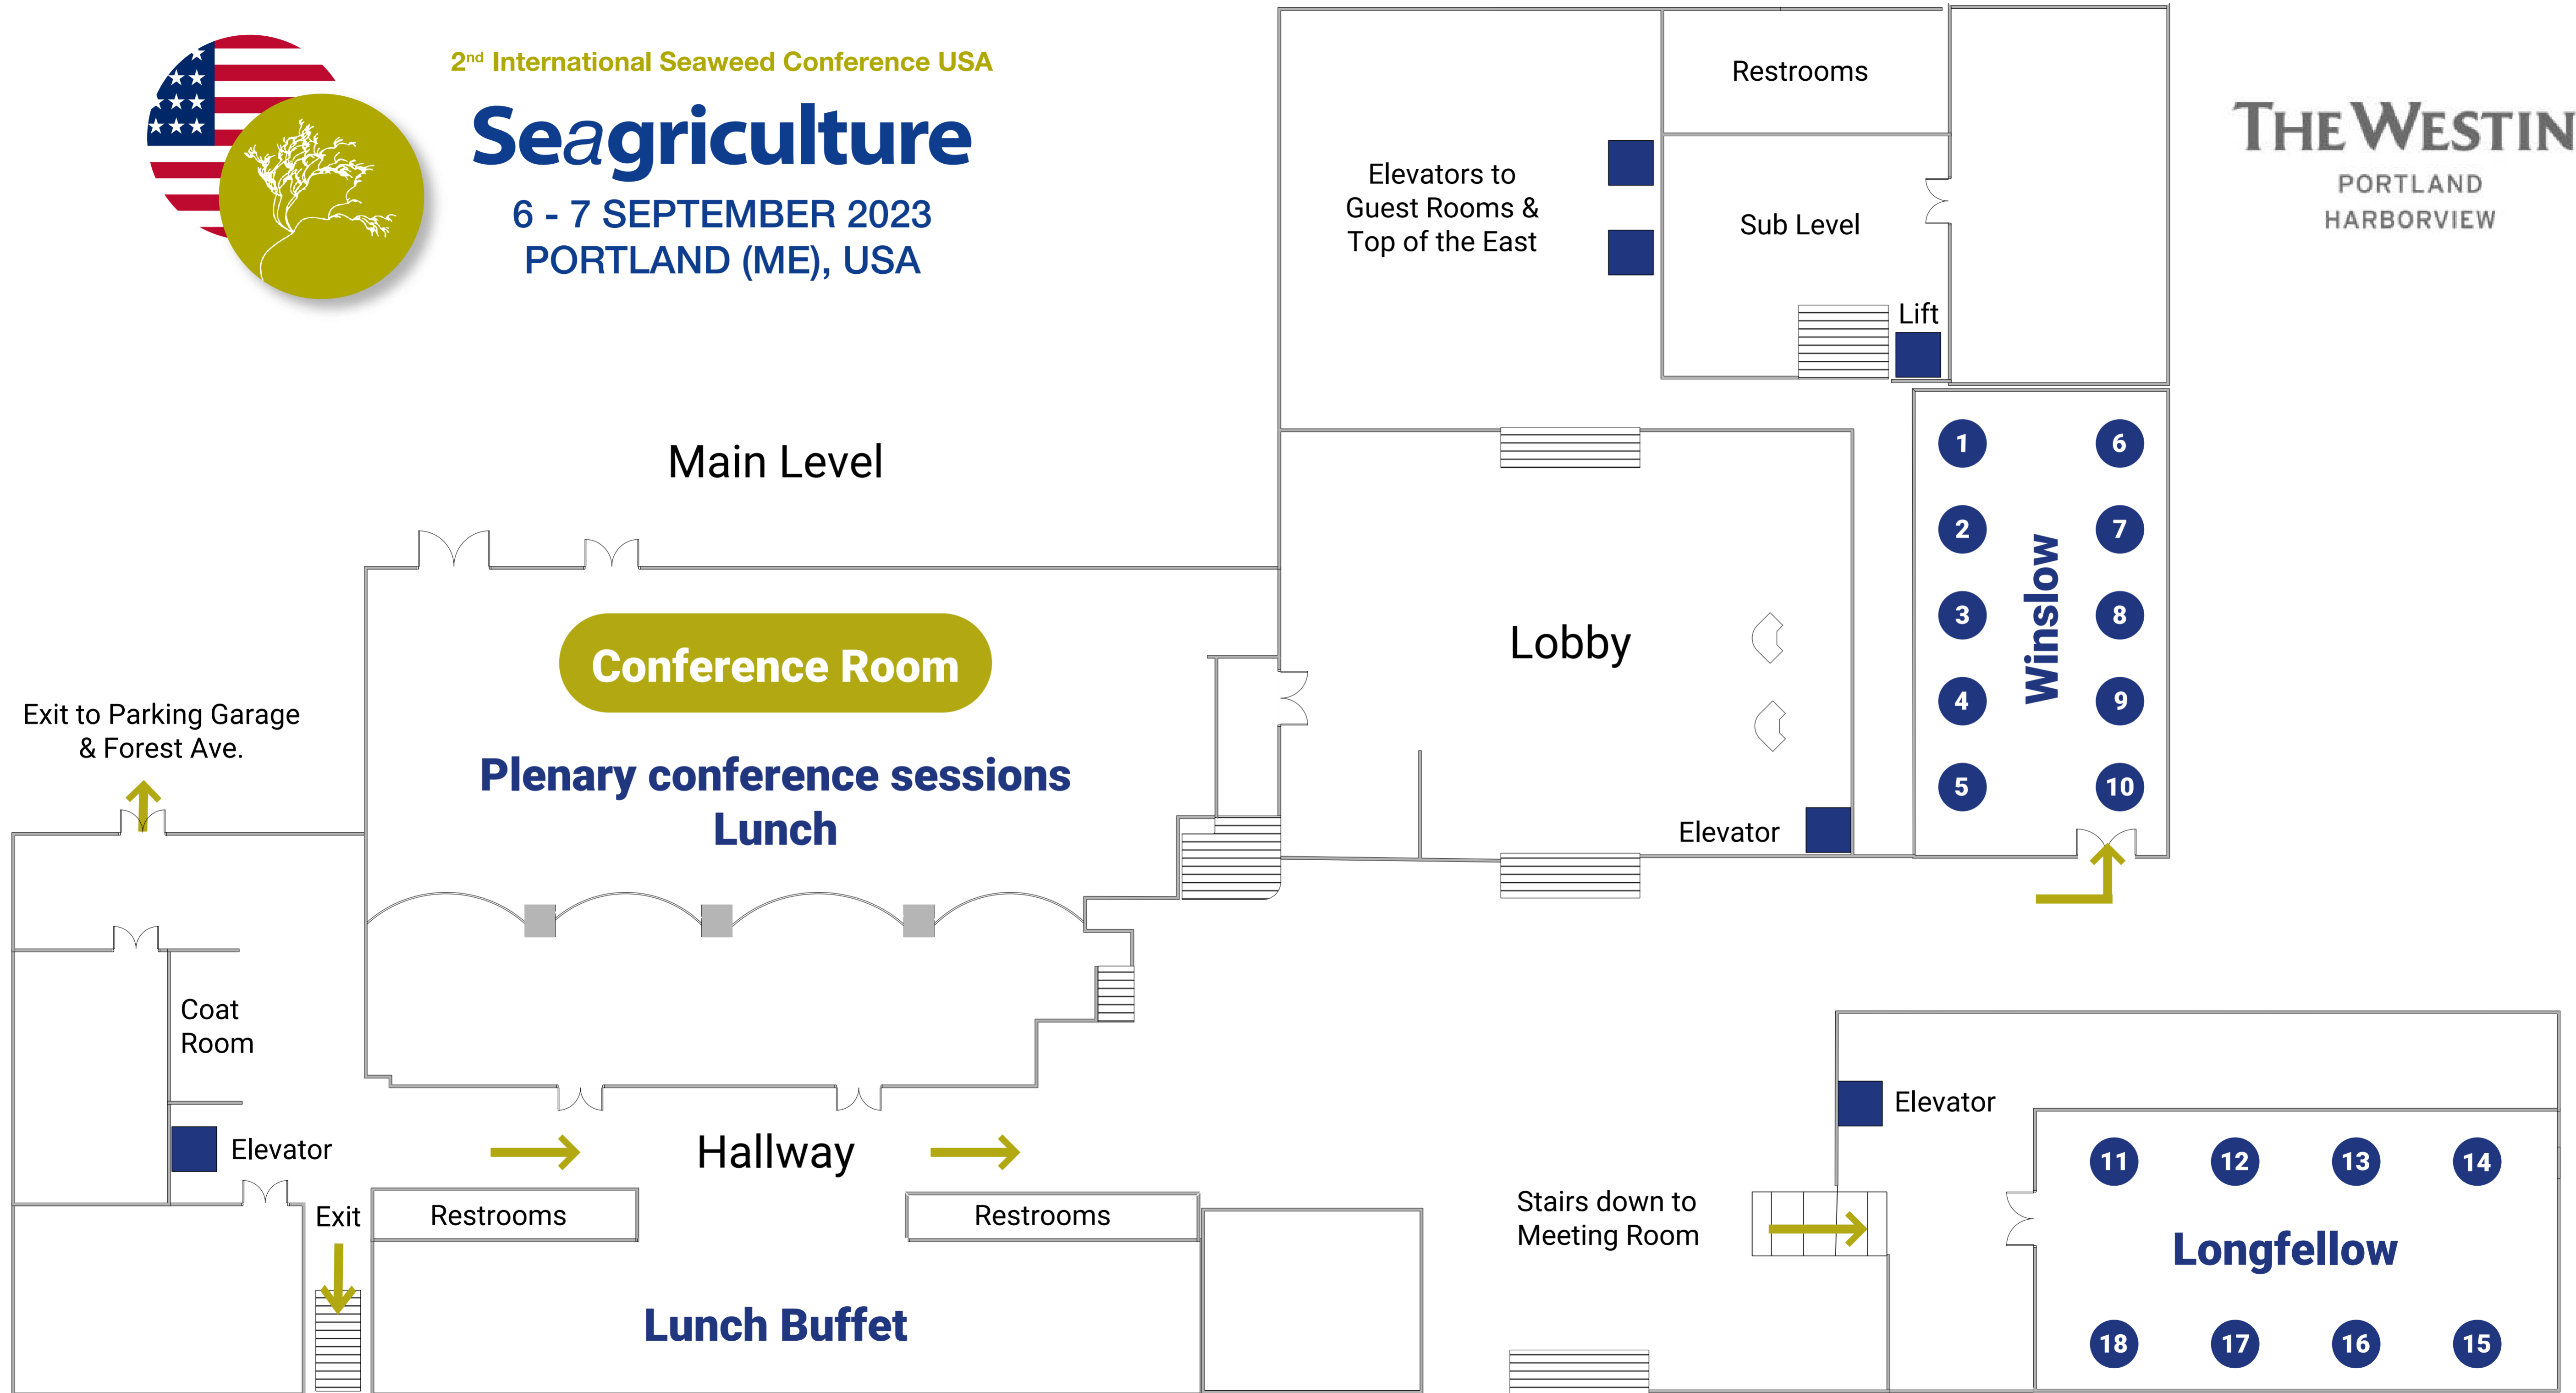 2nd International Seaweed Conference USA
Seagriculture
6 - 7 SEPTEMBER 2023
PORTLAND (ME), USA
THE WESTIN
PORTLAND
HARBORVIEW
Restrooms
Elevators to
Guest Rooms &
Top of the East
Sub Level
Lift
Main Level
1
6
2
7
3
8
4
9
5
10
Winslow
Lobby
Elevator
Conference Room
Plenary conference sessions
Lunch
Exit to Parking Garage
& Forest Ave.
Coat
Room
Elevator
Hallway
Exit
Restrooms
Restrooms
Lunch Buffet
Stairs down to
Meeting Room
Elevator
11
12
13
14
Longfellow
18
17
16
15